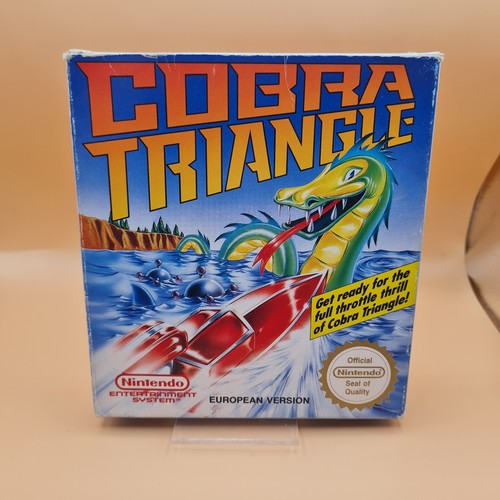 COBRA
TRIANGLE
Get ready for the
full throttle thrill
of Cobra Triangle!
Nintendo
ENTERTAINMENT
SYSTEM
EUROPEAN VERSION
Official
Nintendo
Seal of
Quality